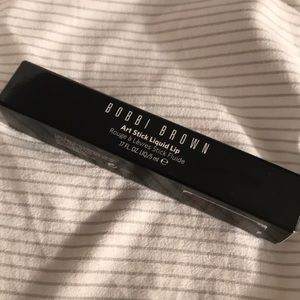 BOBBI BROWN
Art Stick Liquid Lip
Rouge à Lèvres Stick Fluide
.17 FL. OZ. LIQ./5 ml ℮